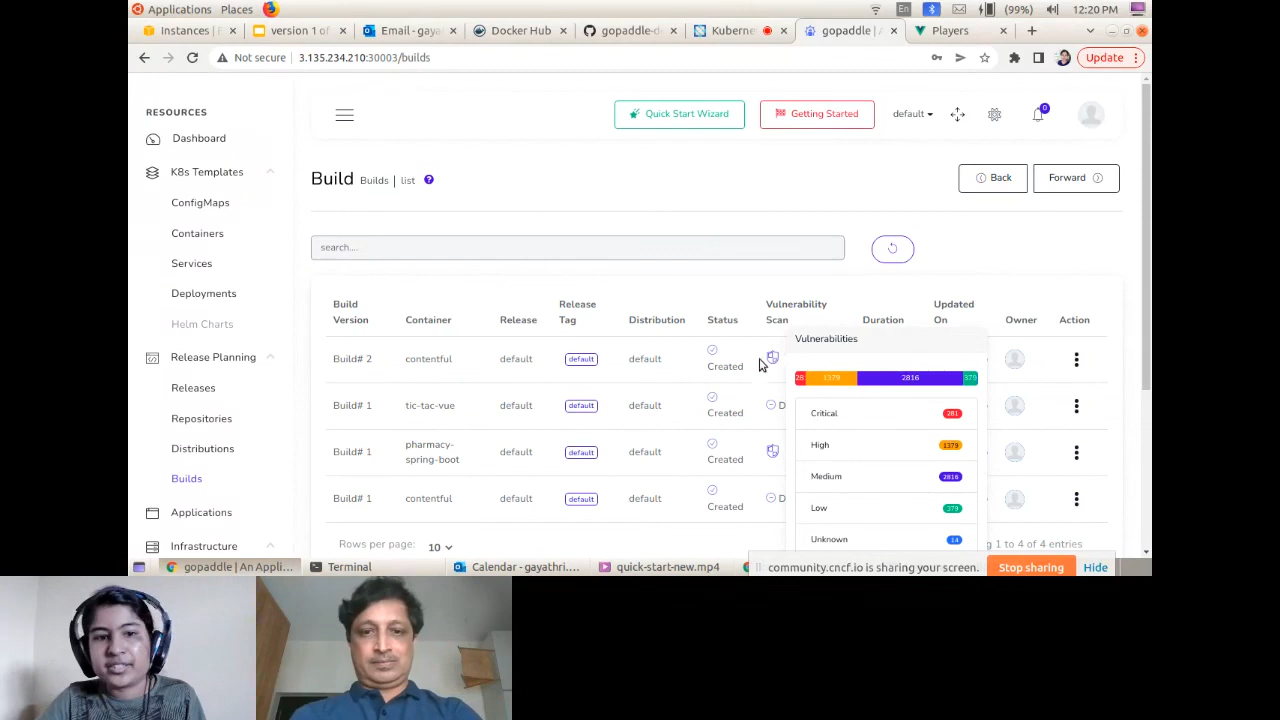 Applications Places En (99%) 12:20 PM
Instances | F version 1 of Email - gaya Docker Hub gopaddle-d Kuberne gopaddle | A Players
Not secure 3.135.234.210:30003/builds Update
RESOURCES
Quick Start Wizard Getting Started default 0
Dashboard
K8s Templates
ConfigMaps
Containers
Services
Deployments
Helm Charts
Release Planning
Releases
Repositories
Distributions
Builds
Applications
Infrastructure
Build Builds | list ? Back Forward
search....
Build Version Container Release Release Tag Distribution Status Vulnerability Scan Duration Updated On Owner Action
Build# 2 contentful default default default Created
Build# 1 tic-tac-vue default default default Created D
Build# 1 pharmacy-spring-boot default default default Created
Build# 1 contentful default default default Created D
Vulnerabilities
28 1379 2816 379
Critical 281
High 1379
Medium 2816
Low 379
Unknown 14
Rows per page: 10 g 1 to 4 of 4 entries
gopaddle | An Appli... Terminal Calendar - gayathri.... quick-start-new.mp4 community.cncf.io is sharing your screen. Stop sharing Hide